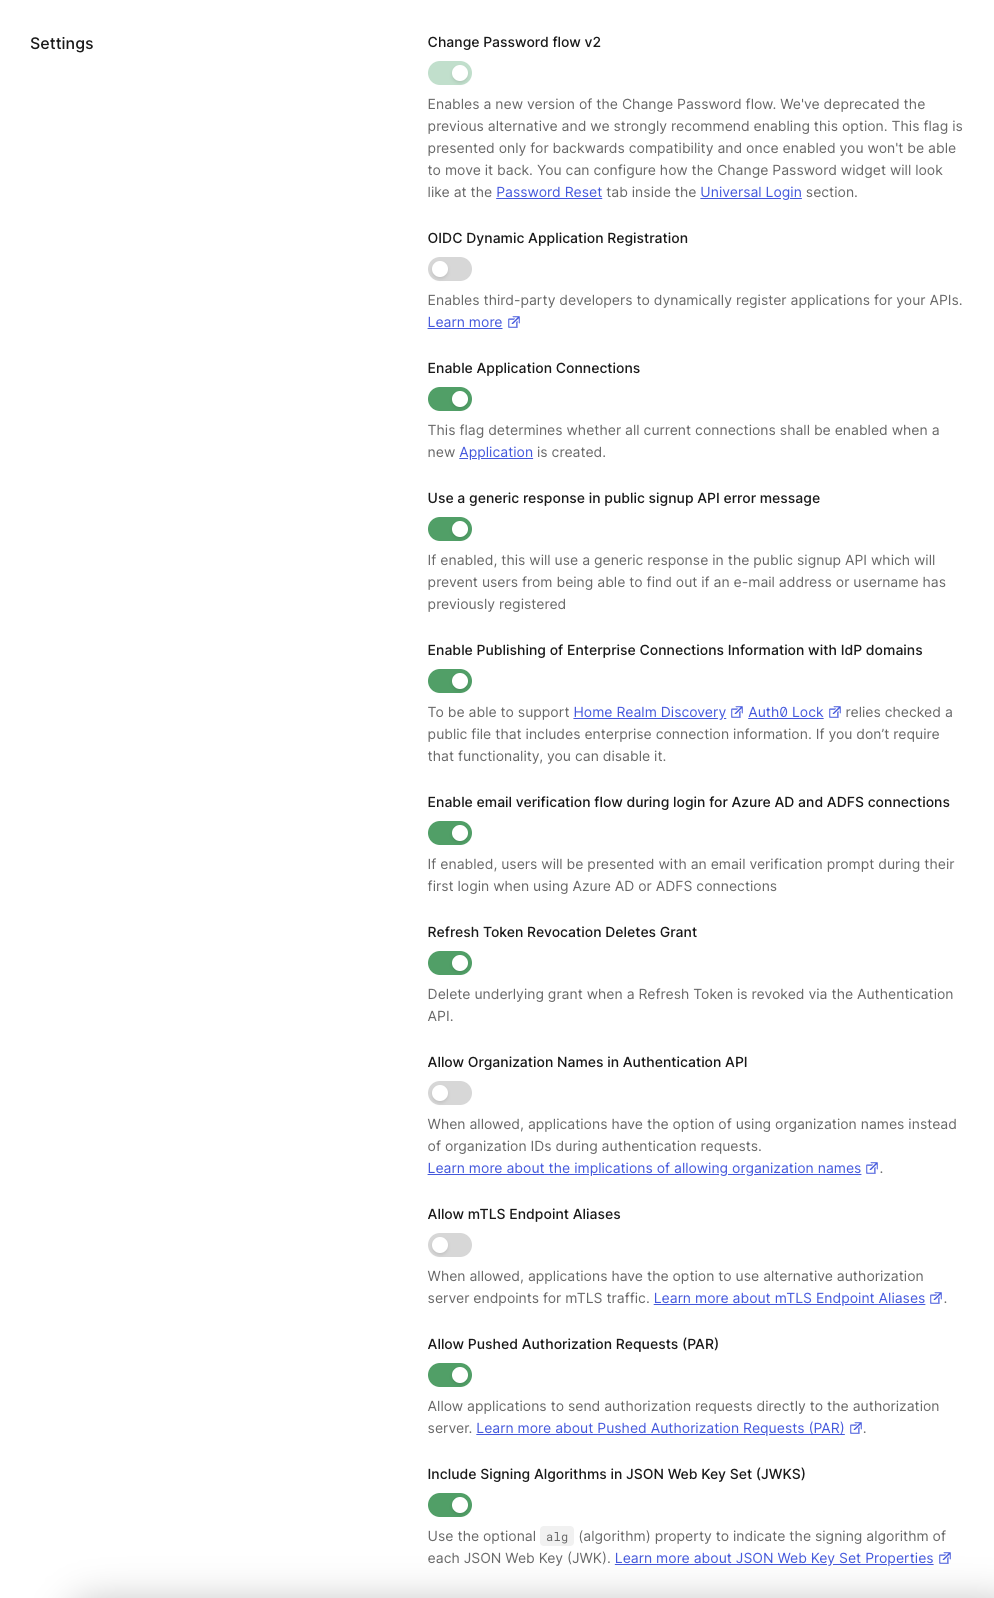 Settings
Change Password flow v2
Enables a new version of the Change Password flow. We've deprecated the
previous alternative and we strongly recommend enabling this option. This flag is
presented only for backwards compatibility and once enabled you won't be able
to move it back. You can configure how the Change Password widget will look
like at the Password Reset tab inside the Universal Login section.
OIDC Dynamic Application Registration
Enables third-party developers to dynamically register applications for your APIs.
Learn more
Enable Application Connections
This flag determines whether all current connections shall be enabled when a
new Application is created.
Use a generic response in public signup API error message
If enabled, this will use a generic response in the public signup API which will
prevent users from being able to find out if an e-mail address or username has
previously registered
Enable Publishing of Enterprise Connections Information with IdP domains
To be able to support Home Realm Discovery Auth0 Lock relies checked a
public file that includes enterprise connection information. If you don’t require
that functionality, you can disable it.
Enable email verification flow during login for Azure AD and ADFS connections
If enabled, users will be presented with an email verification prompt during their
first login when using Azure AD or ADFS connections
Refresh Token Revocation Deletes Grant
Delete underlying grant when a Refresh Token is revoked via the Authentication
API.
Allow Organization Names in Authentication API
When allowed, applications have the option of using organization names instead
of organization IDs during authentication requests.
Learn more about the implications of allowing organization names.
Allow mTLS Endpoint Aliases
When allowed, applications have the option to use alternative authorization
server endpoints for mTLS traffic. Learn more about mTLS Endpoint Aliases.
Allow Pushed Authorization Requests (PAR)
Allow applications to send authorization requests directly to the authorization
server. Learn more about Pushed Authorization Requests (PAR).
Include Signing Algorithms in JSON Web Key Set (JWKS)
Use the optional alg (algorithm) property to indicate the signing algorithm of
each JSON Web Key (JWK). Learn more about JSON Web Key Set Properties